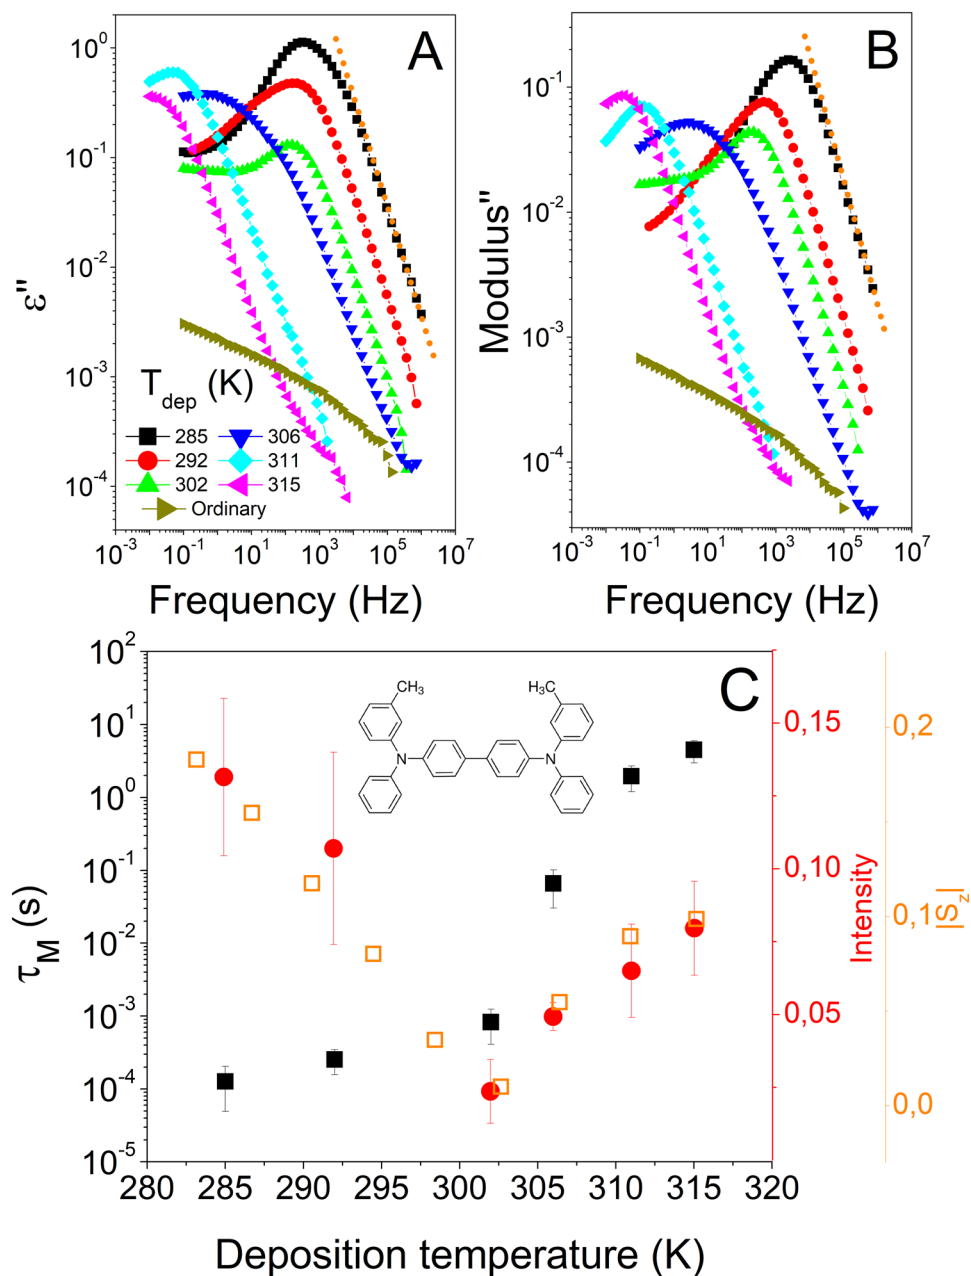 A
ε"
10⁰
10⁻¹
10⁻²
10⁻³
10⁻⁴
T_dep (K)
285
306
292
311
302
315
Ordinary
10⁻³ 10⁻¹ 10¹ 10³ 10⁵ 10⁷
Frequency (Hz)
B
Modulus"
10⁻¹
10⁻²
10⁻³
10⁻⁴
10⁻³ 10⁻¹ 10¹ 10³ 10⁵ 10⁷
Frequency (Hz)
C
τ_M (s)
10²
10¹
10⁰
10⁻¹
10⁻²
10⁻³
10⁻⁴
10⁻⁵
CH₃
H₃C
N
N
0,15
0,10
0,05
Intensity
0,2
0,1
0,0
|S_z|
280 285 290 295 300 305 310 315 320
Deposition temperature (K)